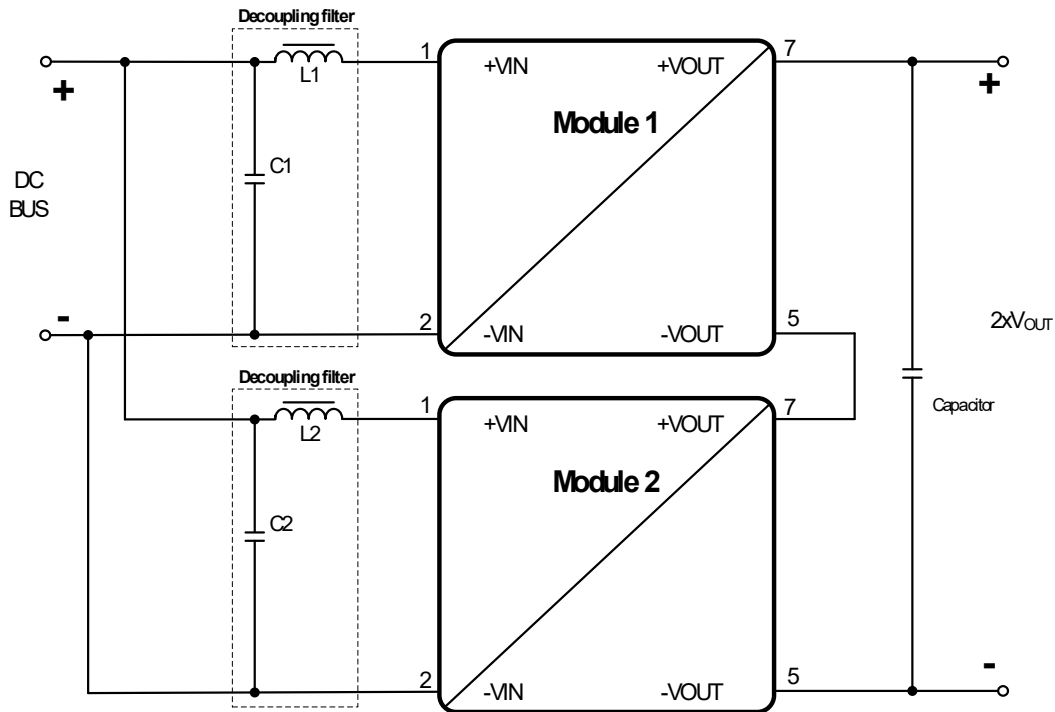 Decoupling filter
1
L1
+VIN
+VOUT
7
+
+
Module 1
C1
DC
BUS
-
2
-VIN
-VOUT
5
2xVOUT
Decoupling filter
1
L2
+VIN
+VOUT
7
Capacitor
Module 2
C2
2
-VIN
-VOUT
5
-